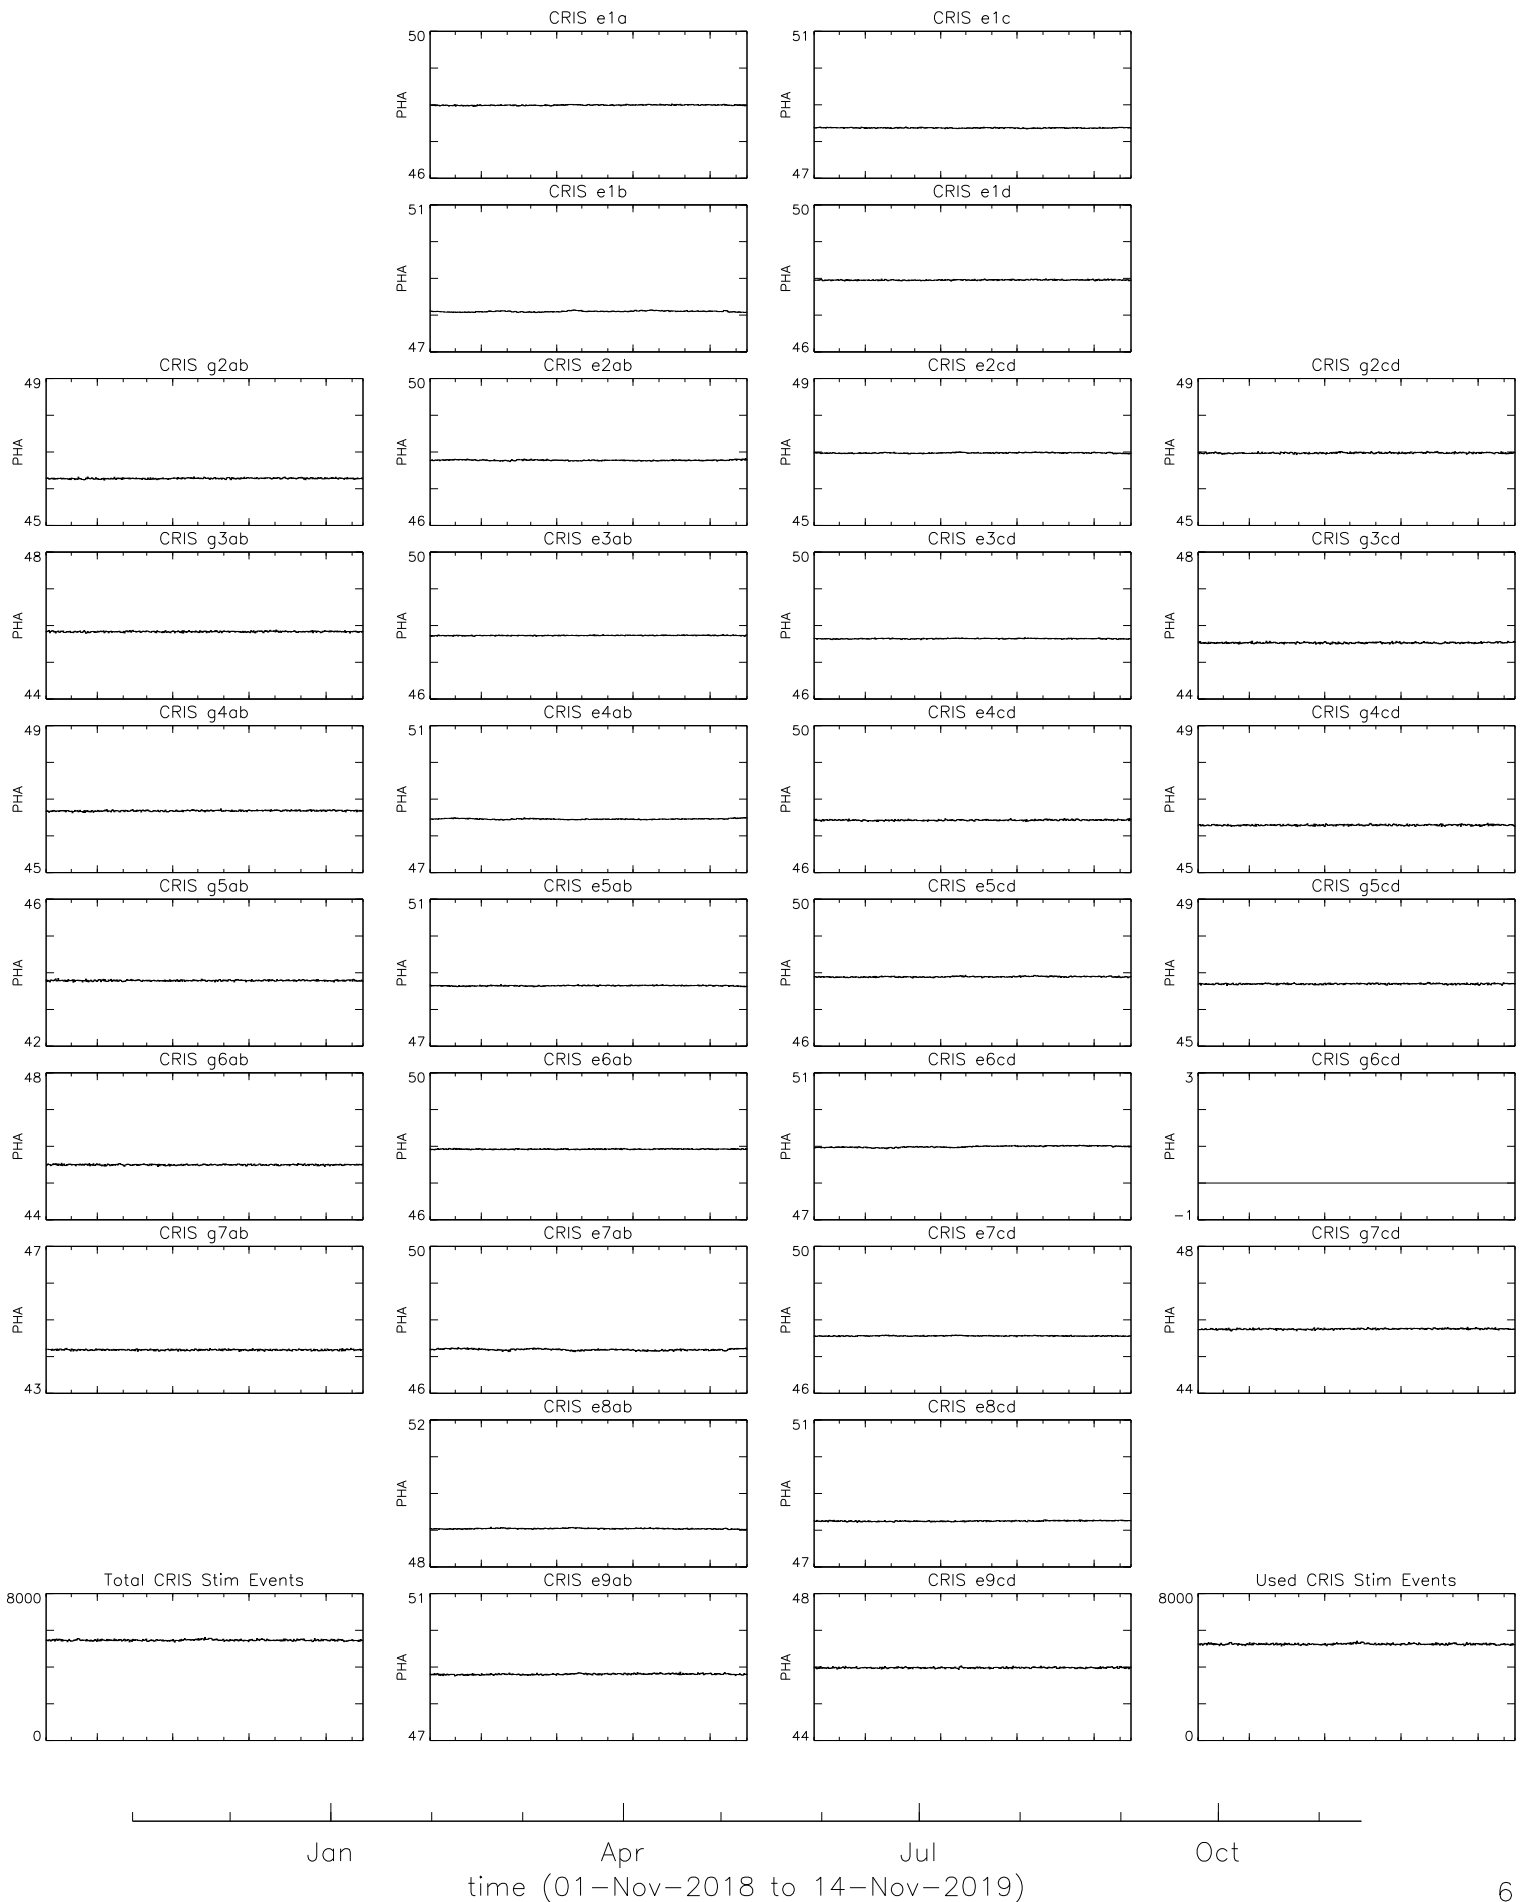 CRIS e1a
50
PHA
46
CRIS e1c
51
PHA
47
CRIS e1b
51
PHA
47
CRIS e1d
50
PHA
46
CRIS g2ab
49
PHA
45
CRIS e2ab
50
PHA
46
CRIS e2cd
49
PHA
45
CRIS g2cd
49
PHA
45
CRIS g3ab
48
PHA
44
CRIS e3ab
50
PHA
46
CRIS e3cd
50
PHA
46
CRIS g3cd
48
PHA
44
CRIS g4ab
49
PHA
45
CRIS e4ab
51
PHA
47
CRIS e4cd
50
PHA
46
CRIS g4cd
49
PHA
45
CRIS g5ab
46
PHA
42
CRIS e5ab
51
PHA
47
CRIS e5cd
50
PHA
46
CRIS g5cd
49
PHA
45
CRIS g6ab
48
PHA
44
CRIS e6ab
50
PHA
46
CRIS e6cd
51
PHA
47
CRIS g6cd
3
PHA
−1
CRIS g7ab
47
PHA
43
CRIS e7ab
50
PHA
46
CRIS e7cd
50
PHA
46
CRIS g7cd
48
PHA
44
CRIS e8ab
52
PHA
48
CRIS e8cd
51
PHA
47
Total CRIS Stim Events
8000
0
CRIS e9ab
51
PHA
47
CRIS e9cd
48
PHA
44
Used CRIS Stim Events
8000
0
Jan Apr Jul Oct
time (01−Nov−2018 to 14−Nov−2019)
6